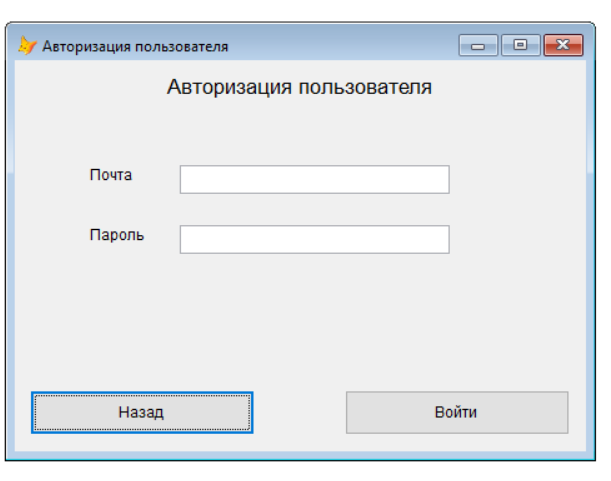 Авторизация пользователя
Авторизация пользователя
Почта
Пароль
Назад
Войти